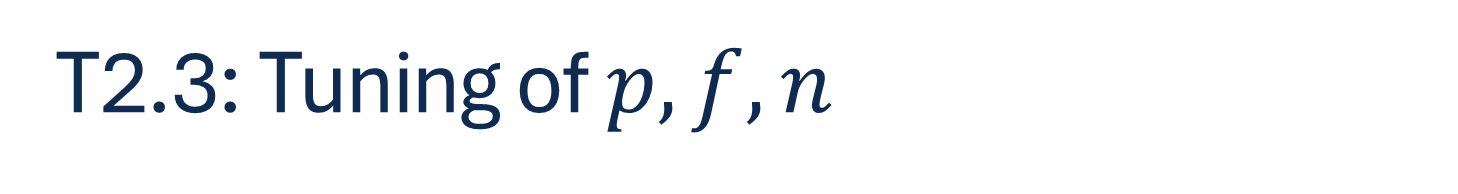 T2.3: Tuning of p, f, n